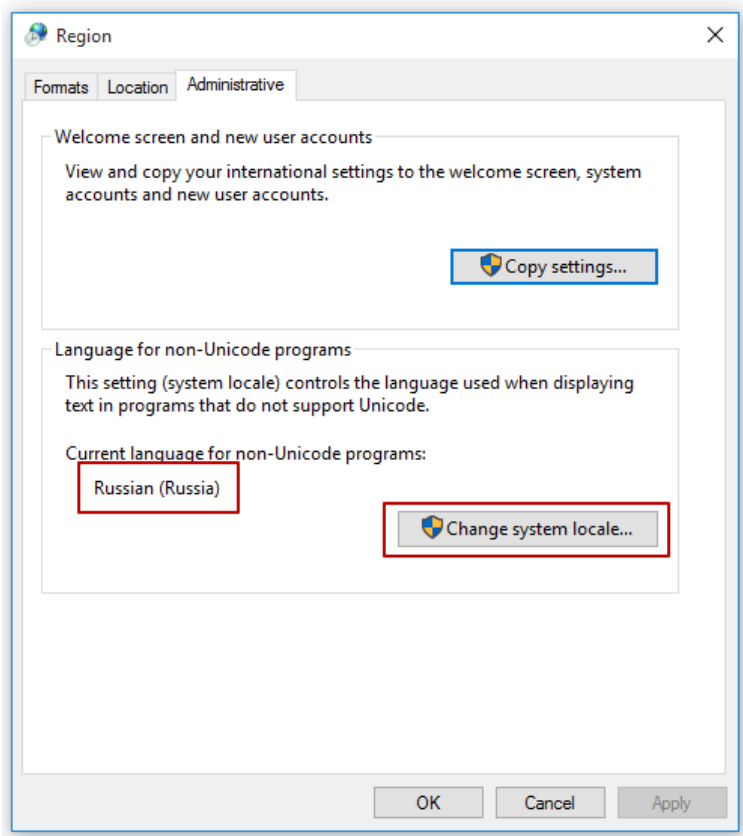 Region
Formats Location Administrative
Welcome screen and new user accounts
View and copy your international settings to the welcome screen, system
accounts and new user accounts.
Copy settings...
Language for non-Unicode programs
This setting (system locale) controls the language used when displaying
text in programs that do not support Unicode.
Current language for non-Unicode programs:
Russian (Russia)
Change system locale...
OK Cancel Apply